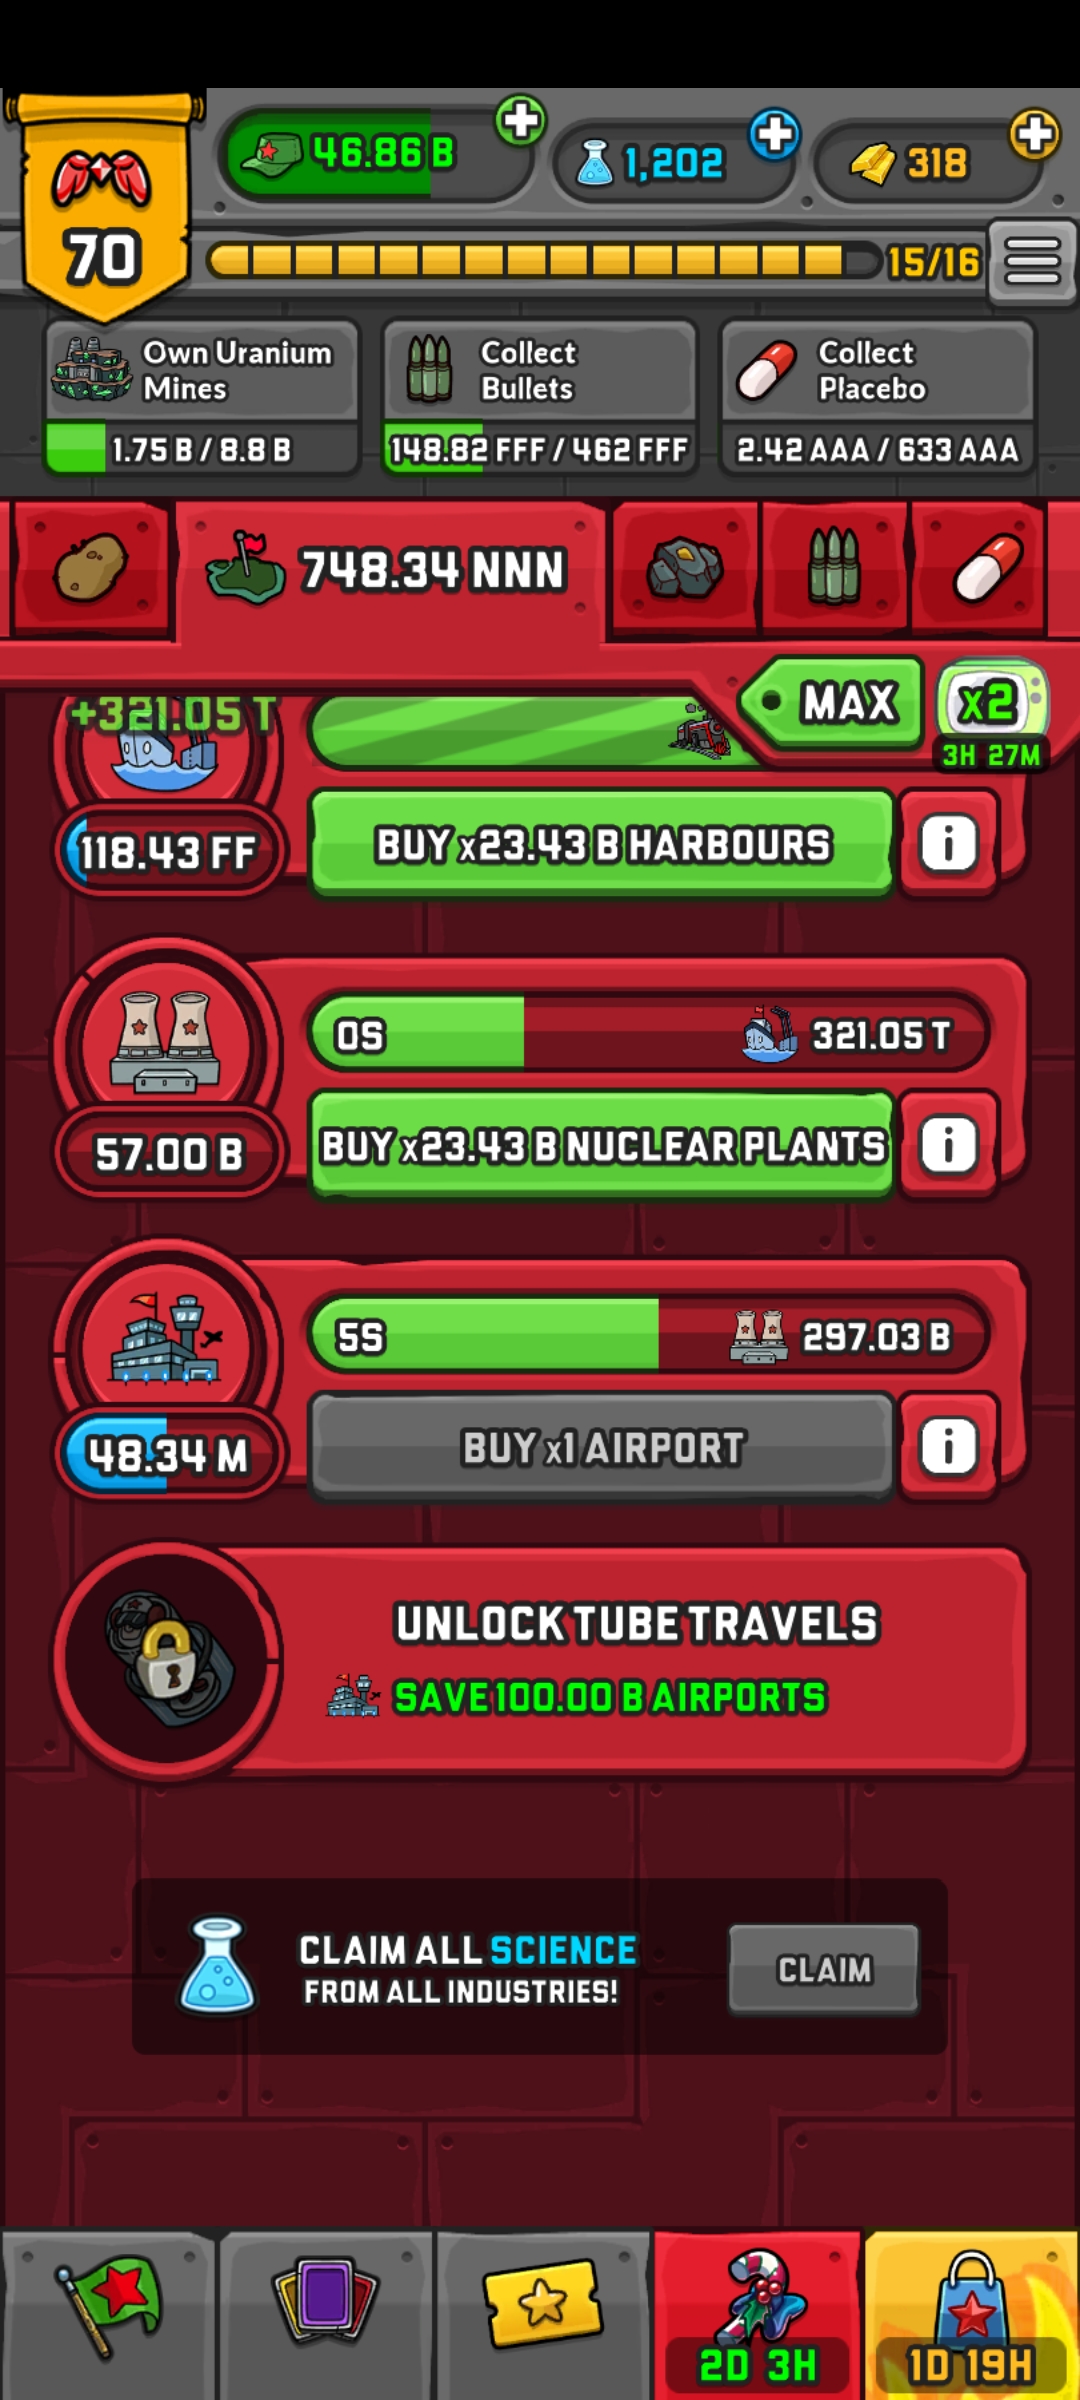 46.86 B
1,202
318
70
15/16
Own Uranium
Mines
1.75 B / 8.8 B
Collect
Bullets
148.82 FFF / 462 FFF
Collect
Placebo
2.42 AAA / 633 AAA
748.34 NNN
MAX
x2
3H 27M
+321.05 T
118.43 FF
BUY x23.43 B HARBOURS
i
0S
321.05 T
57.00 B
BUY x23.43 B NUCLEAR PLANTS
i
5S
297.03 B
48.34 M
BUY x1 AIRPORT
i
UNLOCK TUBE TRAVELS
SAVE 100.00 B AIRPORTS
CLAIM ALL SCIENCE
FROM ALL INDUSTRIES!
CLAIM
2D 3H
1D 19H